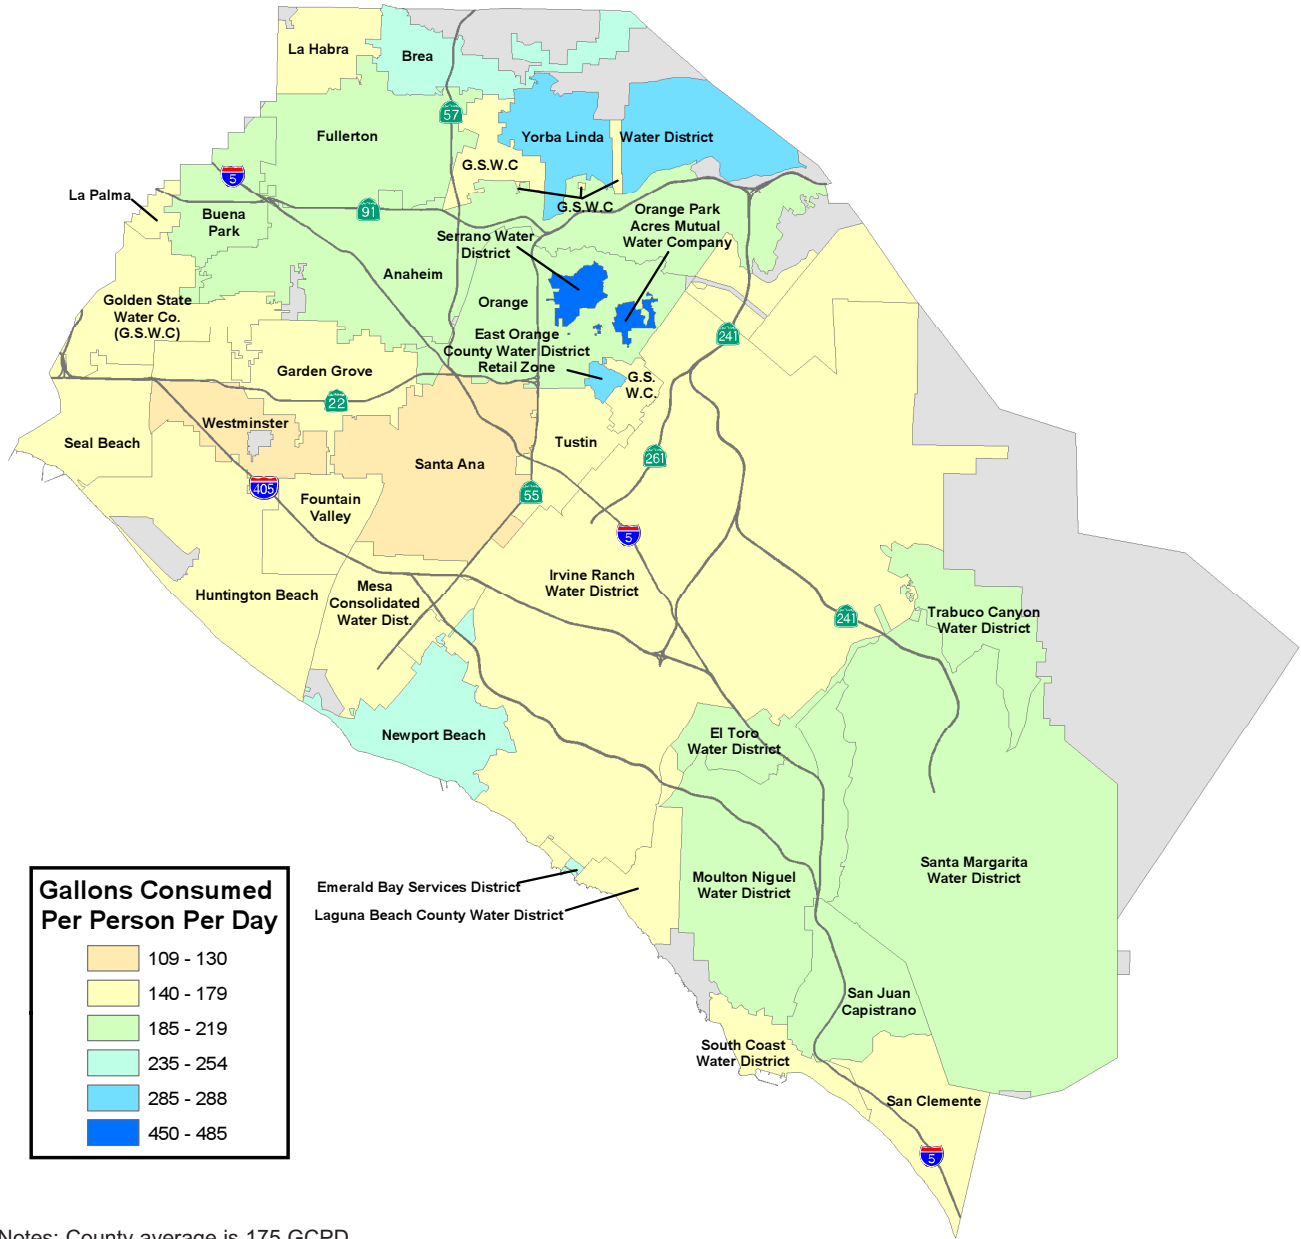 La Habra
Brea
57
Fullerton
Yorba Linda
Water District
G.S.W.C
5
La Palma
91
G.S.W.C
Buena
Park
Orange Park
Acres Mutual
Water Company
Serrano Water
District
Anaheim
Golden State
Water Co.
(G.S.W.C)
Orange
East Orange
County Water District
Retail Zone
241
Garden Grove
G.S.
W.C.
22
Westminster
Seal Beach
Santa Ana
Tustin
261
405
55
Fountain
Valley
5
Irvine Ranch
Water District
Huntington Beach
Mesa
Consolidated
Water Dist.
241
Trabuco Canyon
Water District
Newport Beach
El Toro
Water District
Santa Margarita
Water District
Moulton Niguel
Water District
Emerald Bay Services District
Laguna Beach County Water District
San Juan
Capistrano
South Coast
Water District
San Clemente
5
Gallons Consumed
Per Person Per Day
109 - 130
140 - 179
185 - 219
235 - 254
285 - 288
450 - 485
Notes: County average is 175 GCPD